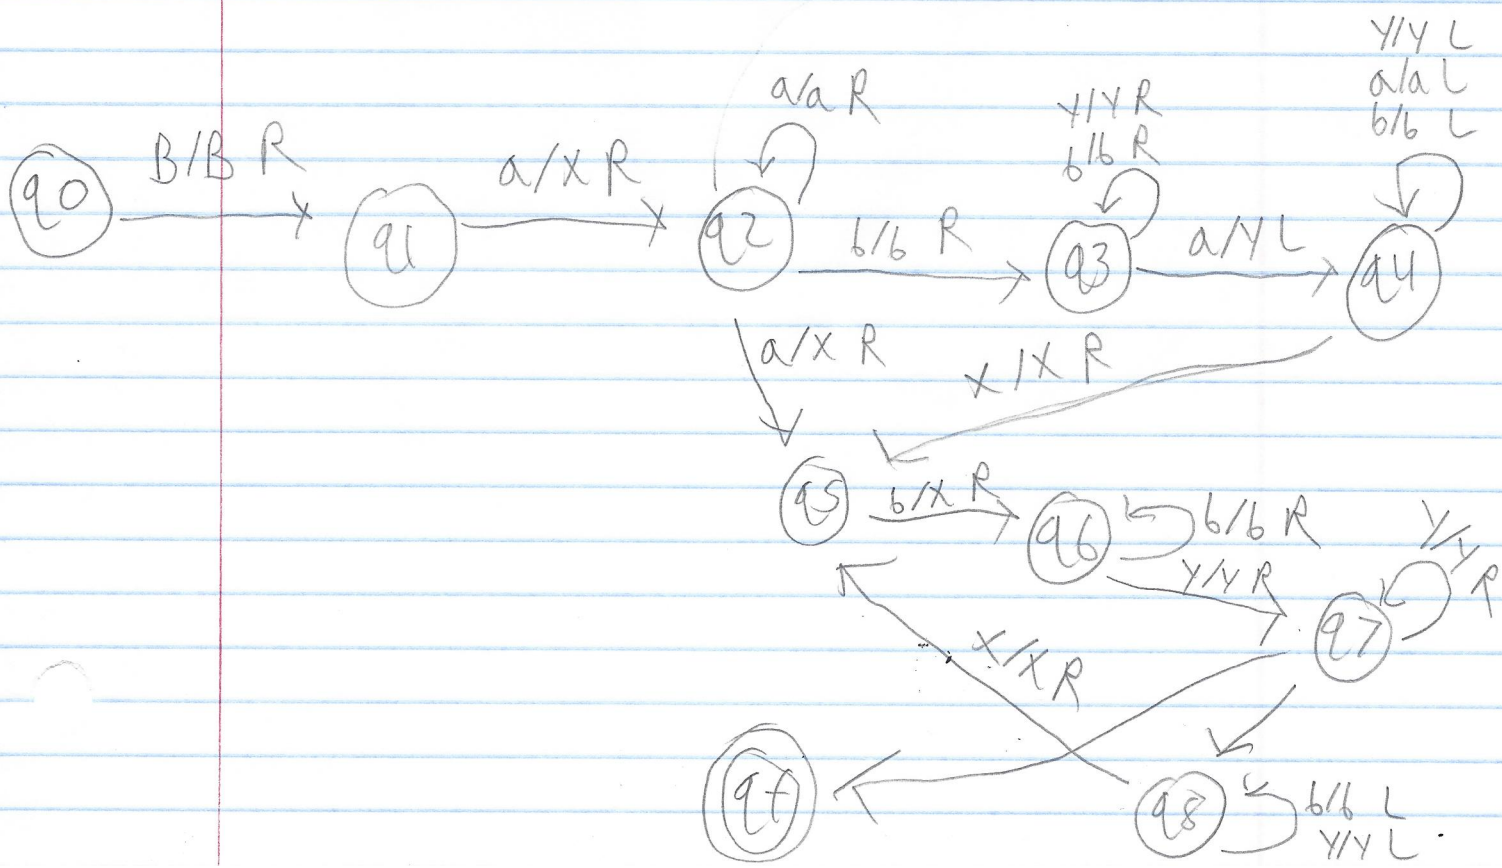 Y/Y L
a/a R
a/a L
Y/Y R
b/b L
B/B R
b/b R
a/X R
q0
q1
q2
b/b R
q3
a/Y L
q4
a/X R
X/X R
q5
b/X R
q6
b/b R
Y/Y R
Y/Y R
q7
X/X R
qf
q8
b/b L
Y/Y L